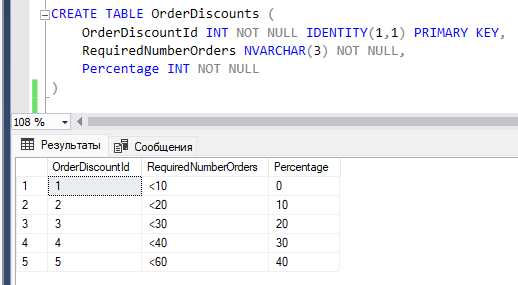 CREATE TABLE OrderDiscounts (
OrderDiscountId INT NOT NULL IDENTITY(1,1) PRIMARY KEY,
RequiredNumberOrders NVARCHAR(3) NOT NULL,
Percentage INT NOT NULL
)
108 %
Результаты Сообщения
OrderDiscountId RequiredNumberOrders Percentage
1 1 <10 0
2 2 <20 10
3 3 <30 20
4 4 <40 30
5 5 <60 40